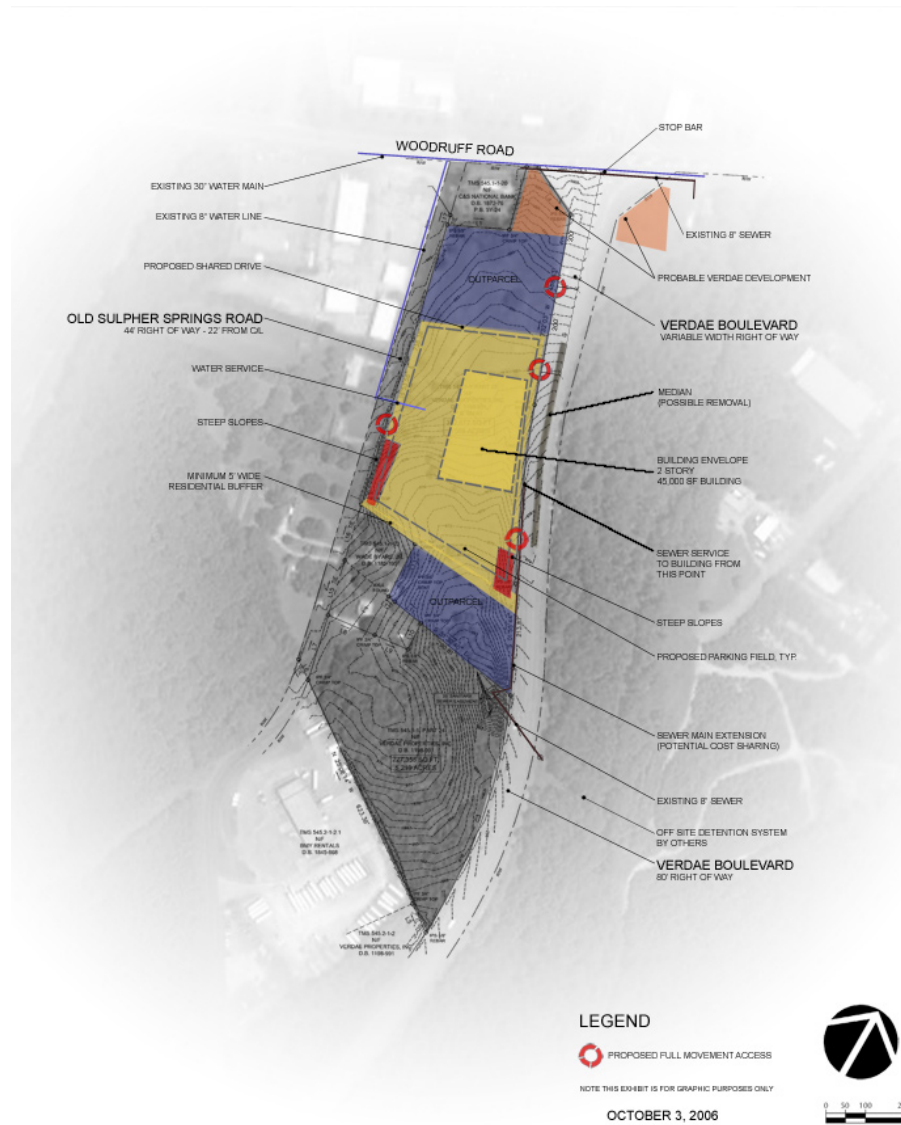 STOP BAR
WOODRUFF ROAD
EXISTING 30" WATER MAIN
EXISTING 8" WATER LINE
EXISTING 8" SEWER
PROPOSED SHARED DRIVE
PROBABLE VERDAE DEVELOPMENT
OUTPARCEL
OLD SULPHER SPRINGS ROAD
44' RIGHT OF WAY - 22' FROM C/L
VERDAE BOULEVARD
VARIABLE WIDTH RIGHT OF WAY
WATER SERVICE
MEDIAN
(POSSIBLE REMOVAL)
STEEP SLOPES
BUILDING ENVELOPE
2 STORY
45,000 SF BUILDING
MINIMUM 5' WIDE
RESIDENTIAL BUFFER
SEWER SERVICE
TO BUILDING FROM
THIS POINT
OUTPARCEL
STEEP SLOPES
PROPOSED PARKING FIELD, TYP.
SEWER MAIN EXTENSION
(POTENTIAL COST SHARING)
EXISTING 8" SEWER
OFF SITE DETENTION SYSTEM
BY OTHERS
VERDAE BOULEVARD
80' RIGHT OF WAY
VERDAE PROPERTIES, INC
LEGEND
PROPOSED FULL MOVEMENT ACCESS
NOTE THIS EXHIBIT IS FOR GRAPHIC PURPOSES ONLY
OCTOBER 3, 2006
0 50 100